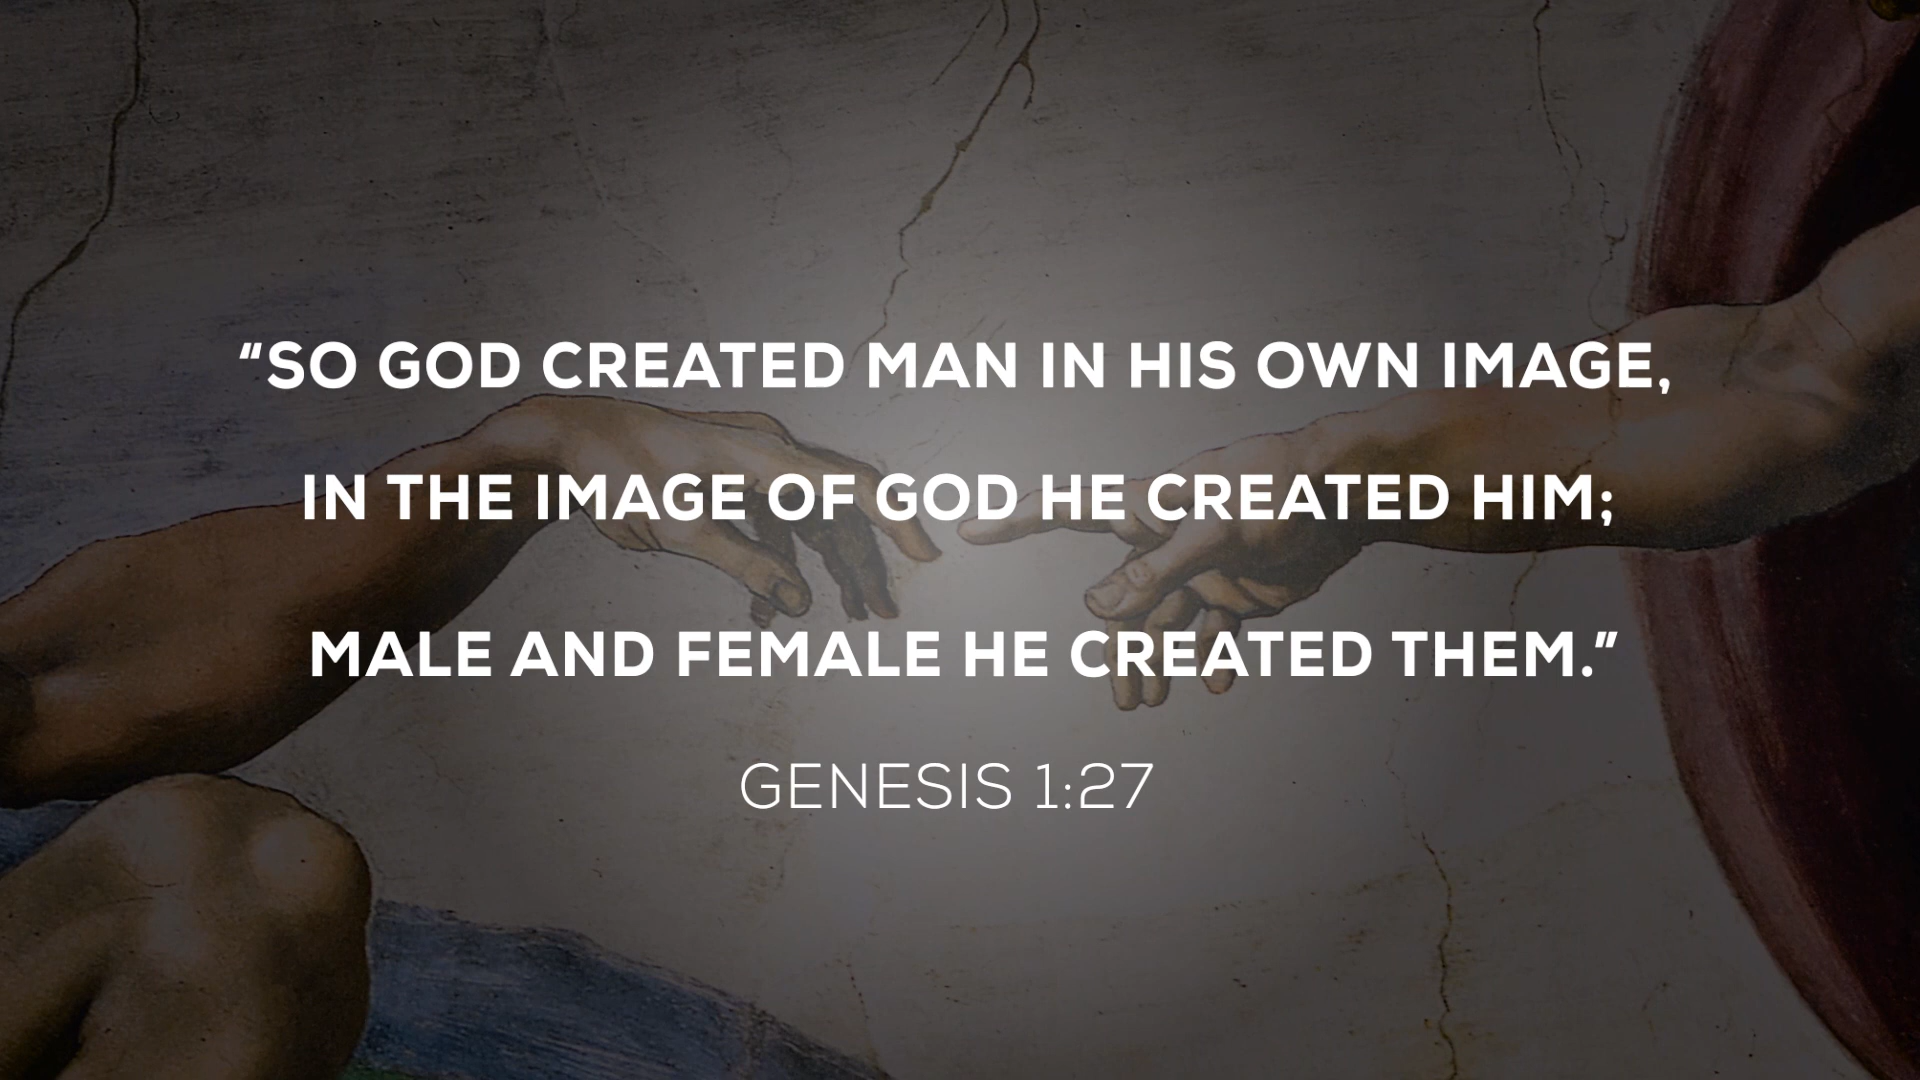 “SO GOD CREATED MAN IN HIS OWN IMAGE,
IN THE IMAGE OF GOD HE CREATED HIM;
MALE AND FEMALE HE CREATED THEM.”
GENESIS 1:27